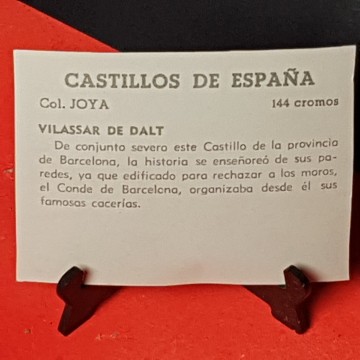 CASTILLOS DE ESPAÑA
Col. JOYA 144 cromos
VILASSAR DE DALT
De conjunto severo este Castillo de la provincia
de Barcelona, la historia se enseñoreó de sus pa-
redes, ya que edificado para rechazar a los moros,
el Conde de Barcelona, organizaba desde él sus
famosas cacerías.